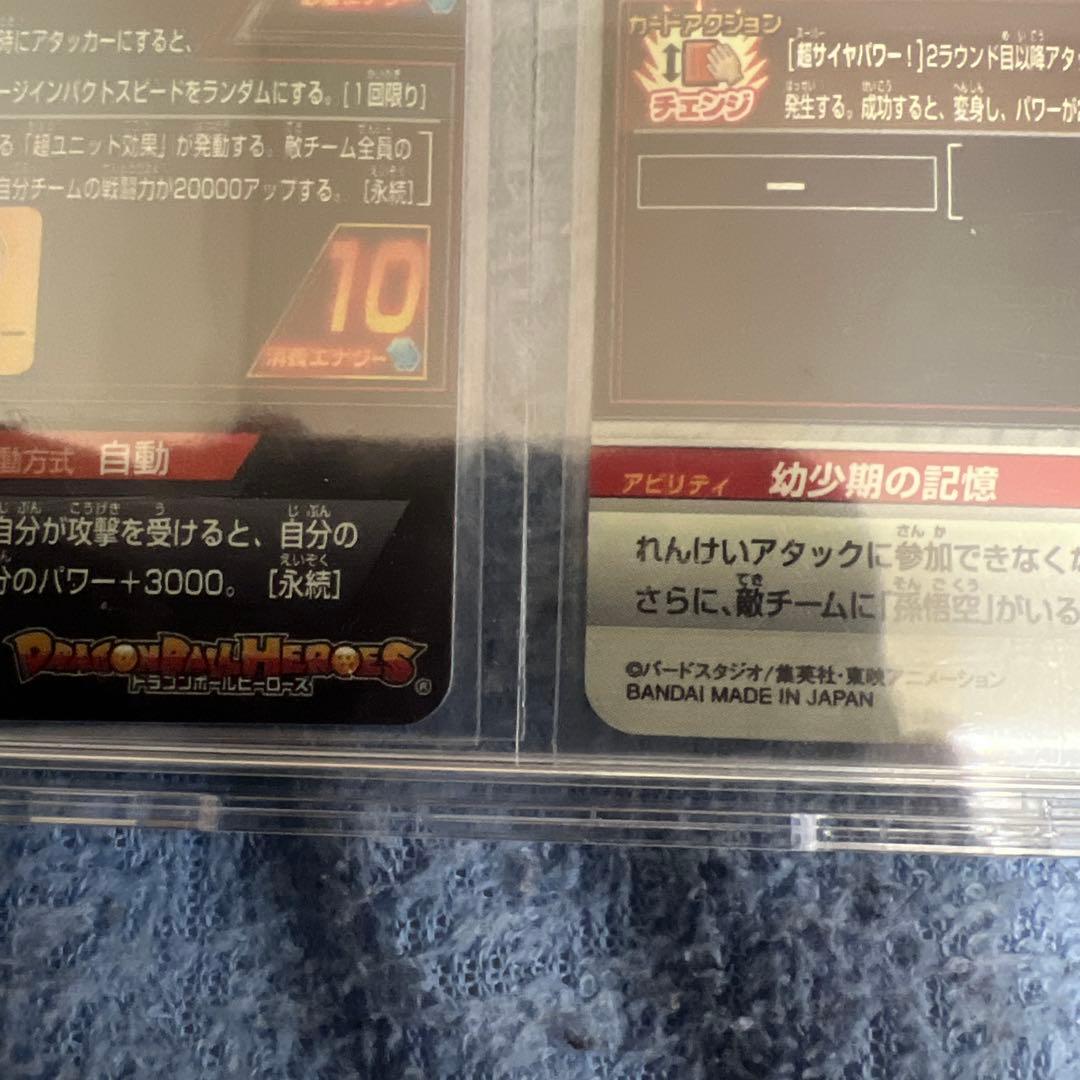 時にアタッカーにすると、
ージインパクトスピードをランダムにする。[1回限り]
る「超ユニット効果」が発動する。敵チーム全員の
自分チームの戦闘力が20000アップする。[永続]
10
消費エナジー
動方式 自動
自分が攻撃を受けると、自分の
分のパワー+3000。[永続]
DRAGONBALL HEROES
ドラゴンボールヒーローズ
カードアクション
チェンジ
[超サイヤパワー!]2ラウンド目以降アタッ
発生する。成功すると、変身し、パワーが
ー
アビリティ 幼少期の記憶
れんけいアタックに参加できなく
さらに、敵チームに「孫悟空」がいる
©バードスタジオ/集英社・東映アニメーション
BANDAI MADE IN JAPAN